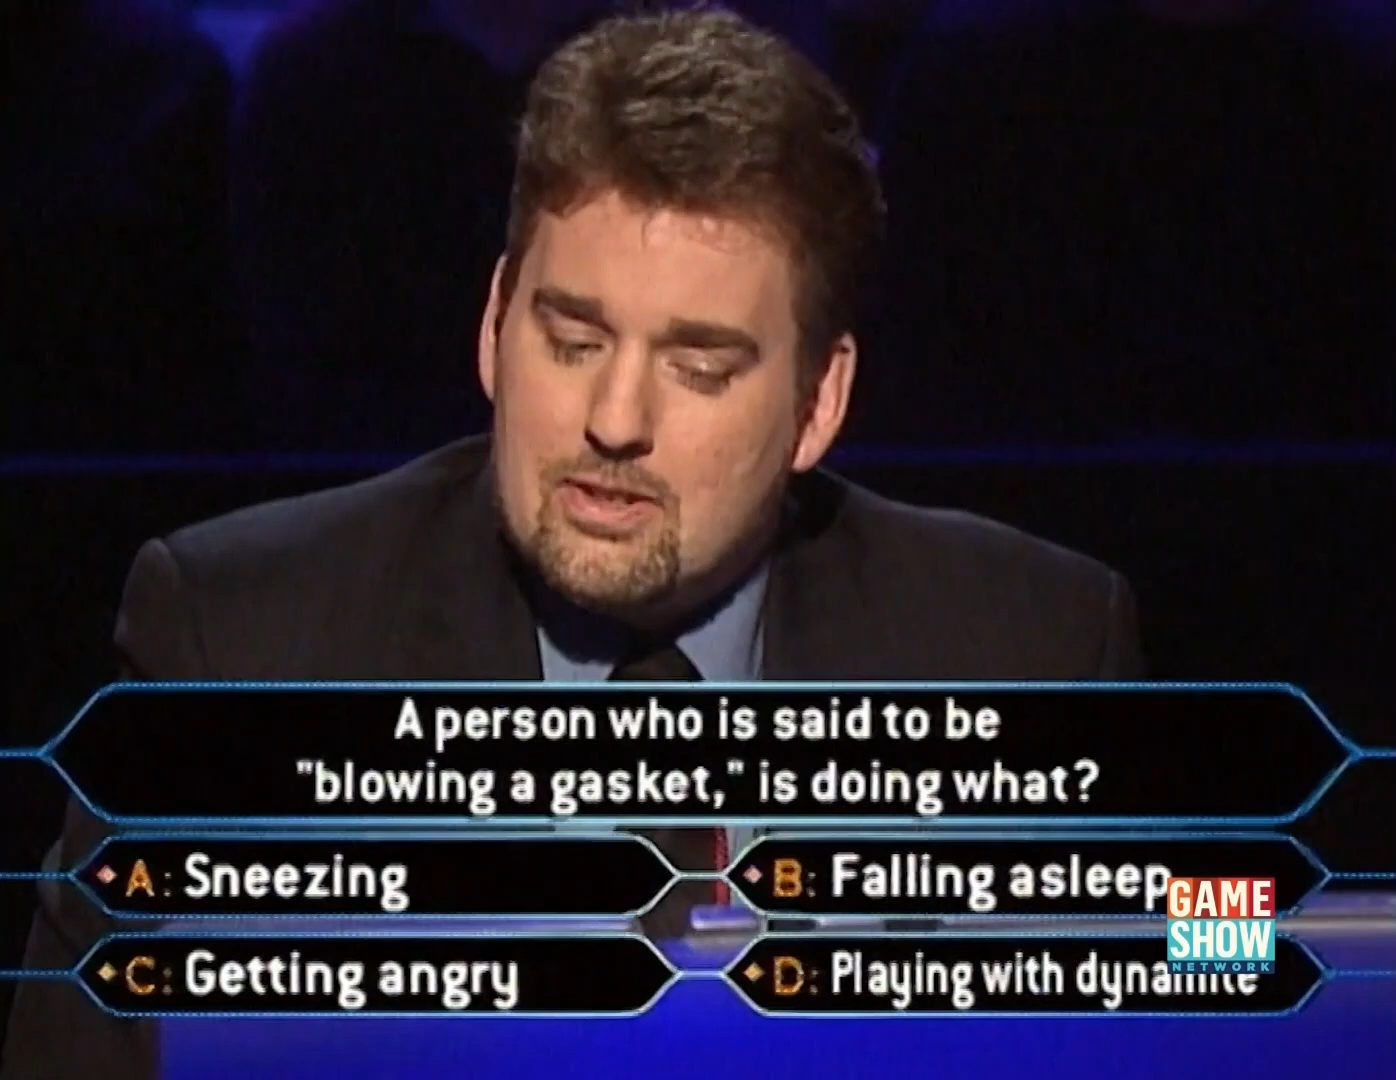 A person who is said to be
"blowing a gasket," is doing what?
A: Sneezing
B: Falling asleep
C: Getting angry
D: Playing with dynamite
GAME
SHOW
NETWORK